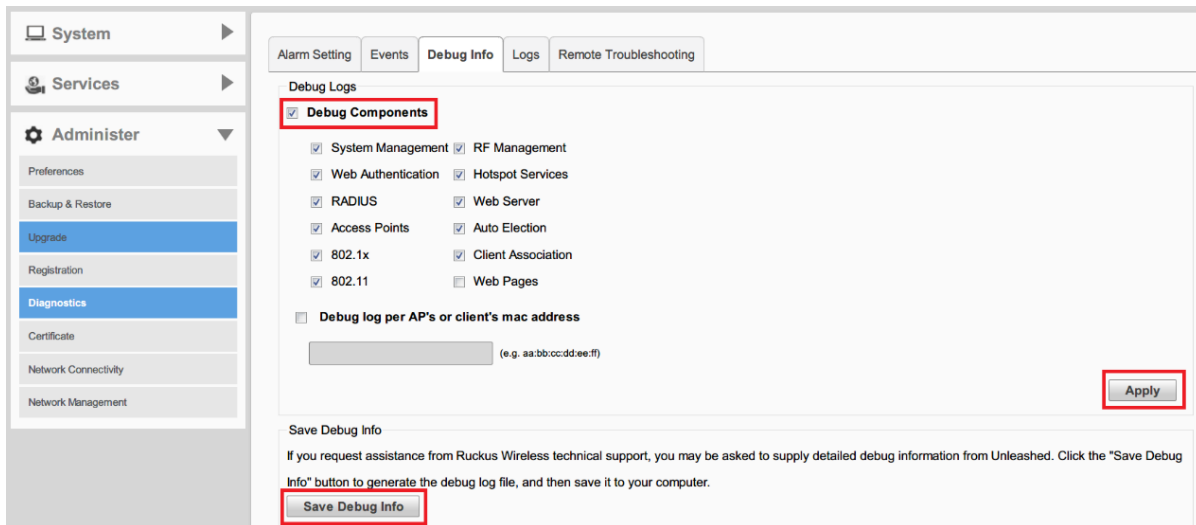 System
Services
Administer
Preferences
Backup & Restore
Upgrade
Registration
Diagnostics
Certificate
Network Connectivity
Network Management
Alarm Setting Events Debug Info Logs Remote Troubleshooting
Debug Logs
Debug Components
System Management RF Management
Web Authentication Hotspot Services
RADIUS Web Server
Access Points Auto Election
802.1x Client Association
802.11 Web Pages
Debug log per AP's or client's mac address
(e.g. aa:bb:cc:dd:ee:ff)
Apply
Save Debug Info
If you request assistance from Ruckus Wireless technical support, you may be asked to supply detailed debug information from Unleashed. Click the "Save Debug
Info" button to generate the debug log file, and then save it to your computer.
Save Debug Info